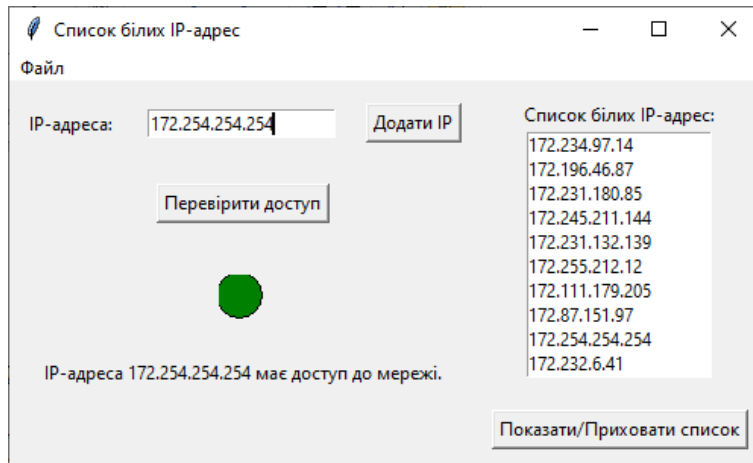 Список білих IP-адрес
Файл
IP-адреса:
172.254.254.254
Додати IP
Перевірити доступ
IP-адреса 172.254.254.254 має доступ до мережі.
Список білих IP-адрес:
172.234.97.14
172.196.46.87
172.231.180.85
172.245.211.144
172.231.132.139
172.255.212.12
172.111.179.205
172.87.151.97
172.254.254.254
172.232.6.41
Показати/Приховати список